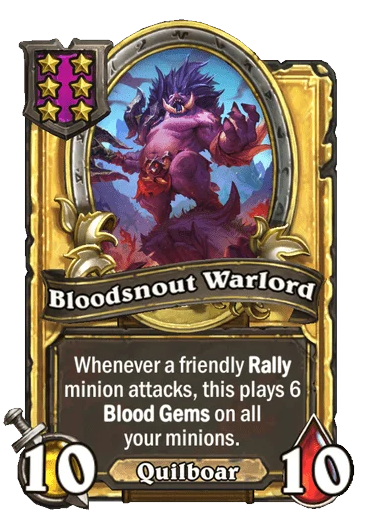 Bloodsnout Warlord
Whenever a friendly Rally
minion attacks, this plays 6
Blood Gems on all
your minions.
10
Quilboar
10